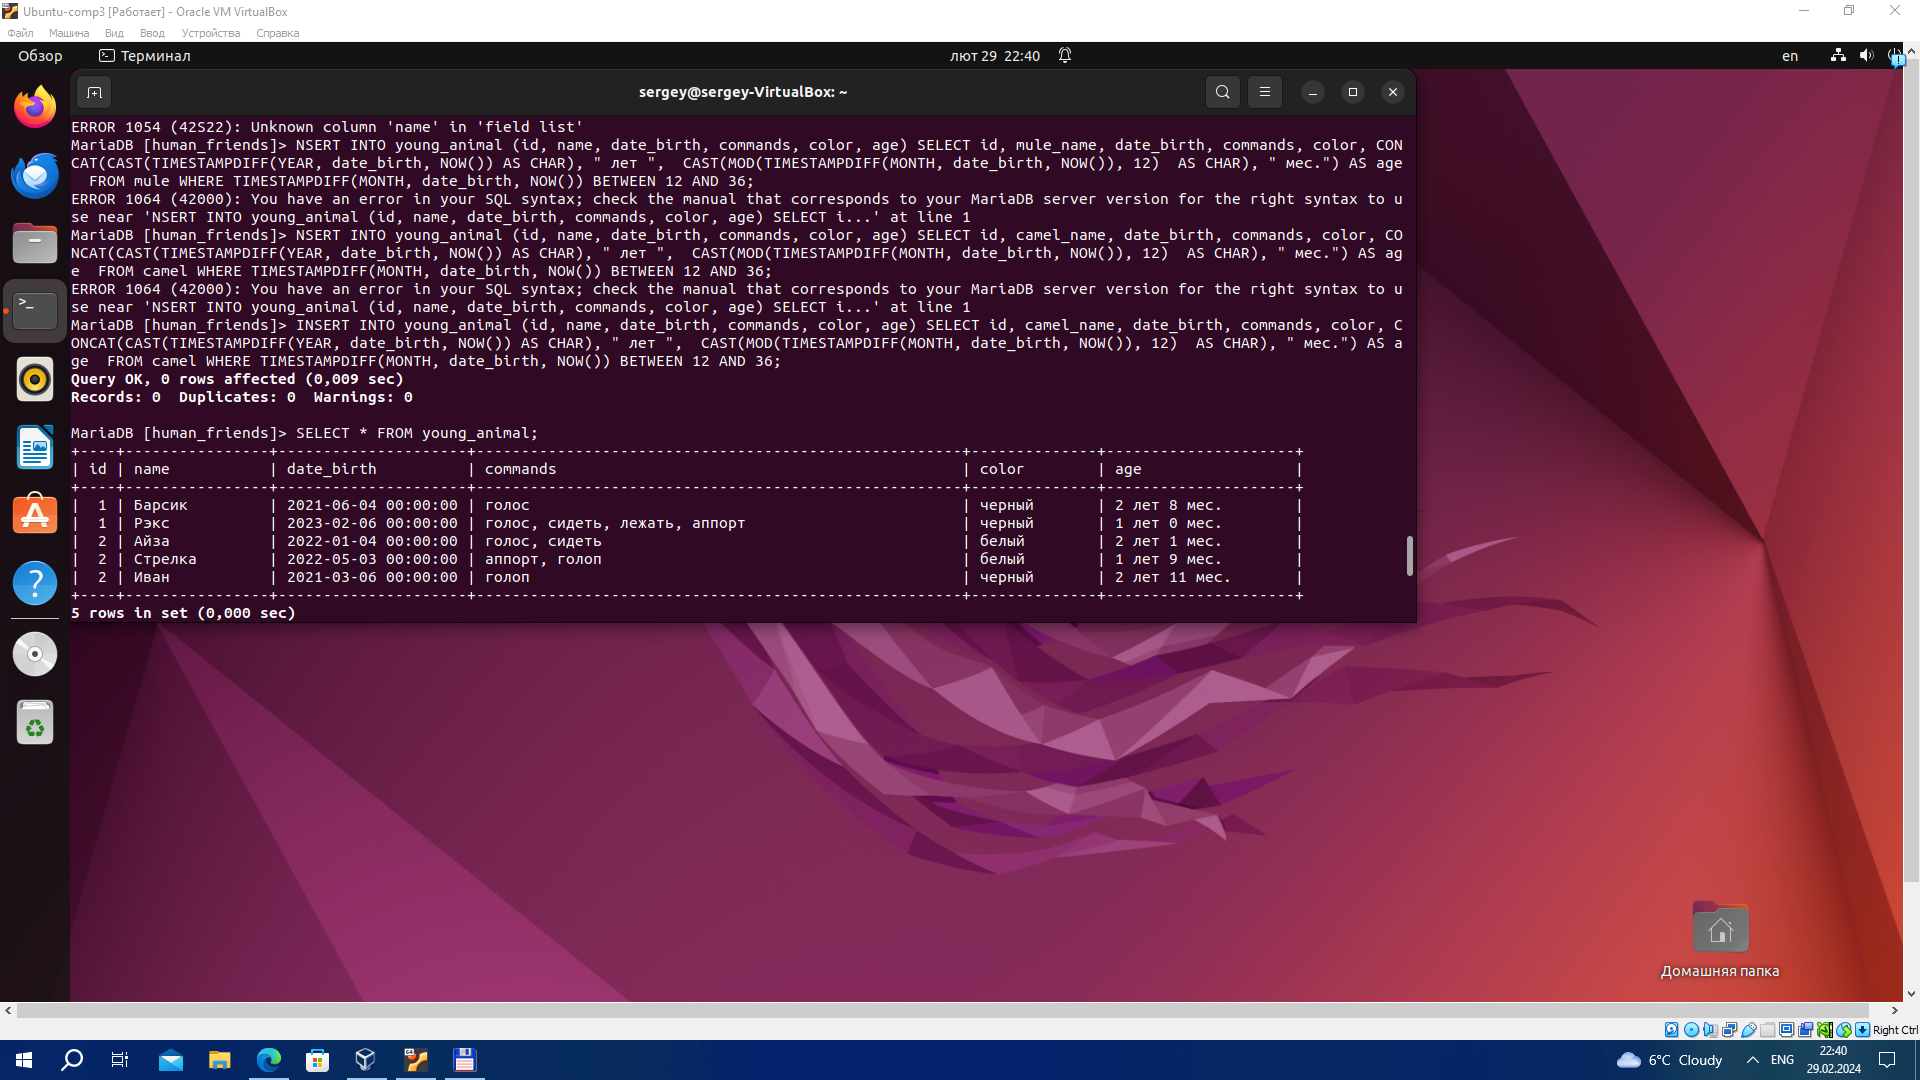 Ubuntu-comp3 [Работает] - Oracle VM VirtualBox
Файл Машина Вид Ввод Устройства Справка
Обзор Терминал лют 29 22:40 en
sergey@sergey-VirtualBox: ~
ERROR 1054 (42S22): Unknown column 'name' in 'field list'
MariaDB [human_friends]> NSERT INTO young_animal (id, name, date_birth, commands, color, age) SELECT id, mule_name, date_birth, commands, color, CON
CAT(CAST(TIMESTAMPDIFF(YEAR, date_birth, NOW()) AS CHAR), " лет ",  CAST(MOD(TIMESTAMPDIFF(MONTH, date_birth, NOW()), 12)  AS CHAR), " мес.") AS age
  FROM mule WHERE TIMESTAMPDIFF(MONTH, date_birth, NOW()) BETWEEN 12 AND 36;
ERROR 1064 (42000): You have an error in your SQL syntax; check the manual that corresponds to your MariaDB server version for the right syntax to u
se near 'NSERT INTO young_animal (id, name, date_birth, commands, color, age) SELECT i...' at line 1
MariaDB [human_friends]> NSERT INTO young_animal (id, name, date_birth, commands, color, age) SELECT id, camel_name, date_birth, commands, color, CO
NCAT(CAST(TIMESTAMPDIFF(YEAR, date_birth, NOW()) AS CHAR), " лет ",  CAST(MOD(TIMESTAMPDIFF(MONTH, date_birth, NOW()), 12)  AS CHAR), " мес.") AS ag
e  FROM camel WHERE TIMESTAMPDIFF(MONTH, date_birth, NOW()) BETWEEN 12 AND 36;
ERROR 1064 (42000): You have an error in your SQL syntax; check the manual that corresponds to your MariaDB server version for the right syntax to u
se near 'NSERT INTO young_animal (id, name, date_birth, commands, color, age) SELECT i...' at line 1
MariaDB [human_friends]> INSERT INTO young_animal (id, name, date_birth, commands, color, age) SELECT id, camel_name, date_birth, commands, color, C
ONCAT(CAST(TIMESTAMPDIFF(YEAR, date_birth, NOW()) AS CHAR), " лет ",  CAST(MOD(TIMESTAMPDIFF(MONTH, date_birth, NOW()), 12)  AS CHAR), " мес.") AS a
ge  FROM camel WHERE TIMESTAMPDIFF(MONTH, date_birth, NOW()) BETWEEN 12 AND 36;
Query OK, 0 rows affected (0,009 sec)
Records: 0  Duplicates: 0  Warnings: 0
MariaDB [human_friends]> SELECT * FROM young_animal;
| id | name | date_birth | commands | color | age |
| 1 | Барсик | 2021-06-04 00:00:00 | голос | черный | 2 лет 8 мес. |
| 1 | Рэкс | 2023-02-06 00:00:00 | голос, сидеть, лежать, аппорт | черный | 1 лет 0 мес. |
| 2 | Айза | 2022-01-04 00:00:00 | голос, сидеть | белый | 2 лет 1 мес. |
| 2 | Стрелка | 2022-05-03 00:00:00 | аппорт, голоп | белый | 1 лет 9 мес. |
| 2 | Иван | 2021-03-06 00:00:00 | голоп | черный | 2 лет 11 мес. |
5 rows in set (0,000 sec)
Домашняя папка
Right Ctrl
6°C Cloudy ENG 22:40
29.02.2024